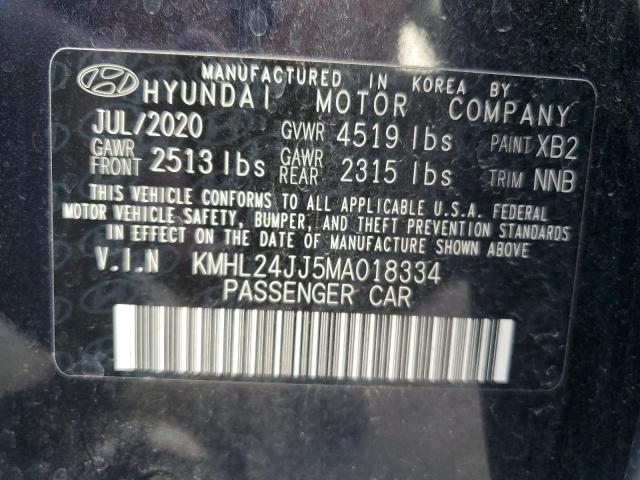 MANUFACTURED IN KOREA BY
HYUNDAI MOTOR COMPANY
JUL/2020 GVWR 4519 lbs PAINT XB2
GAWR FRONT 2513 lbs GAWR REAR 2315 lbs TRIM NNB
THIS VEHICLE CONFORMS TO ALL APPLICABLE U.S.A. FEDERAL
MOTOR VEHICLE SAFETY, BUMPER, AND THEFT PREVENTION STANDARDS
IN EFFECT ON THE DATE OF MANUFACTURE SHOWN ABOVE
V.I.N KMHL24JJ5MA018334
PASSENGER CAR